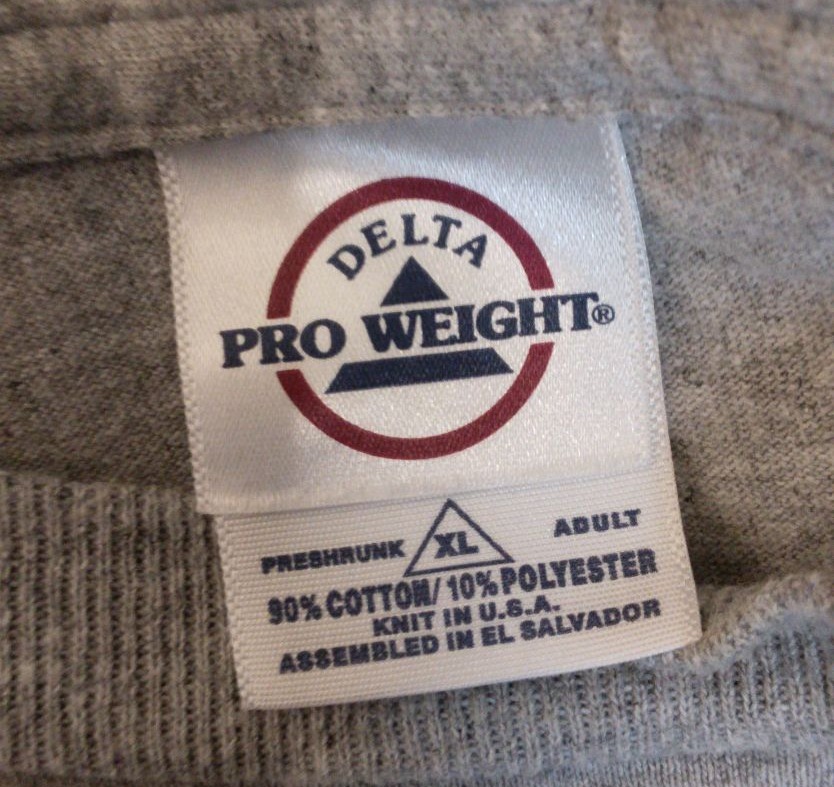 DELTA
PRO WEIGHT®
PRESHRUNK XL ADULT
90% COTTON/10% POLYESTER
KNIT IN U.S.A.
ASSEMBLED IN EL SALVADOR